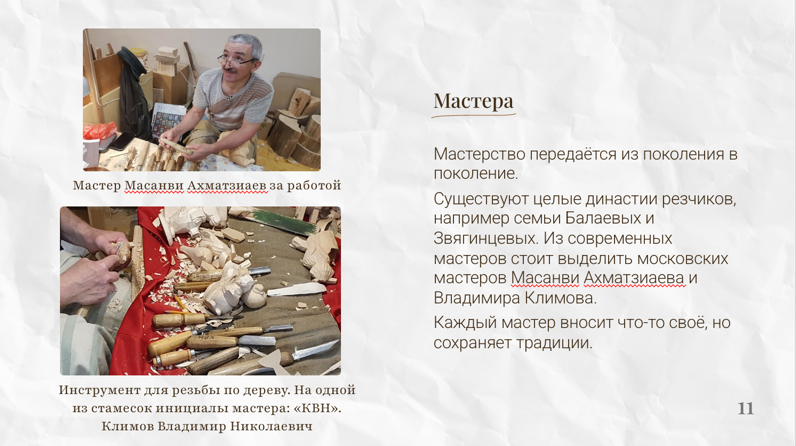 Мастер Масанви Ахматзиаев за работой
Инструмент для резьбы по дереву. На одной
из стамесок инициалы мастера: «КВН».
Климов Владимир Николаевич
Мастера
Мастерство передаётся из поколения в
поколение.
Существуют целые династии резчиков,
например семьи Балаевых и
Звягинцевых. Из современных
мастеров стоит выделить московских
мастеров Масанви Ахматзиаева и
Владимира Климова.
Каждый мастер вносит что-то своё, но
сохраняет традиции.
11